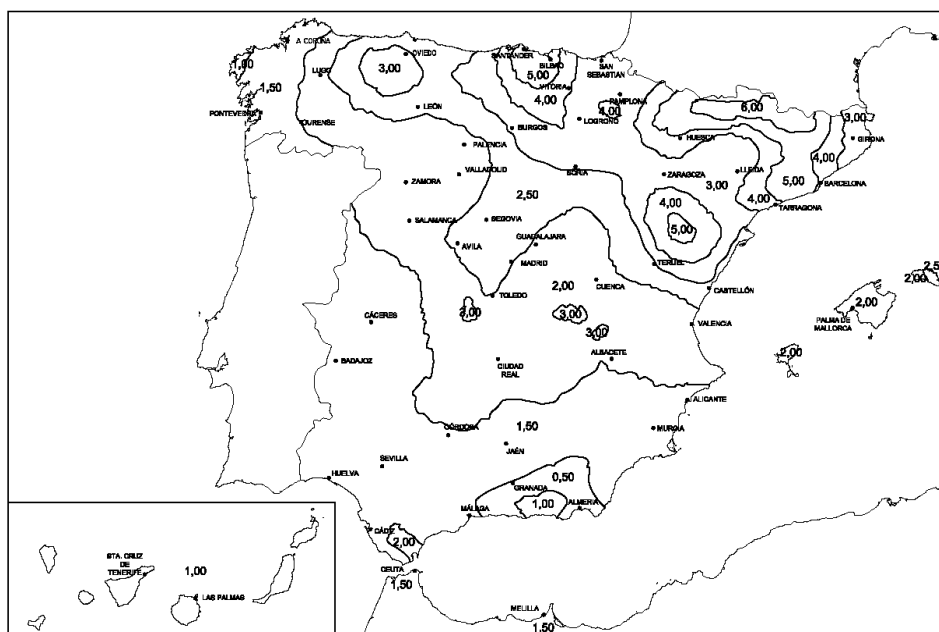 A CORUÑA
OVIEDO
SANTANDER
BILBAO
SAN
SEBASTIAN
1,00
LUGO
3,00
5,00
VITORIA
1,50
4,00
PAMPLONA
6,00
PONTEVEDRA
LEÓN
4,00
3,00
OURENSE
BURGOS
LOGROÑO
HUESCA
GIRONA
PALENCIA
4,00
ZAMORA
VALLADOLID
SORIA
ZARAGOZA
LLEIDA
3,00
5,00
BARCELONA
2,50
4,00
4,00
TARRAGONA
SALAMANCA
SEGOVIA
5,00
AVILA
GUADALAJARA
MADRID
TERUEL
2,00
CUENCA
2,00
CASTELLÓN
TOLEDO
2,00
CÁCERES
3,00
VALENCIA
PALMA DE
MALLORCA
3,00
BADAJOZ
CIUDAD
REAL
ALBACETE
2,00
ALICANTE
CÓRDOBA
1,50
MURCIA
JAÉN
SEVILLA
HUELVA
0,50
GRANADA
1,00
MÁLAGA
ALMERIA
CÁDIZ
2,00
CEUTA
1,50
MELILLA
1,50
STA. CRUZ
DE
TENERIFE
1,00
LAS PALMAS